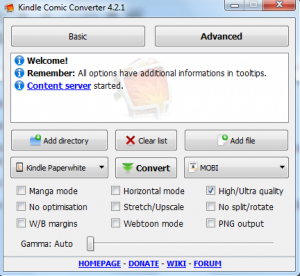 Kindle Comic Converter 4.2.1
Basic Advanced
Welcome!
Remember: All options have additional informations in tooltips.
Content server started.
Add directory Clear list Add file
Kindle Paperwhite Convert MOBI
Manga mode Horizontal mode High/Ultra quality
No optimisation Stretch/Upscale No split/rotate
W/B margins Webtoon mode PNG output
Gamma: Auto
HOMEPAGE - DONATE - WIKI - FORUM